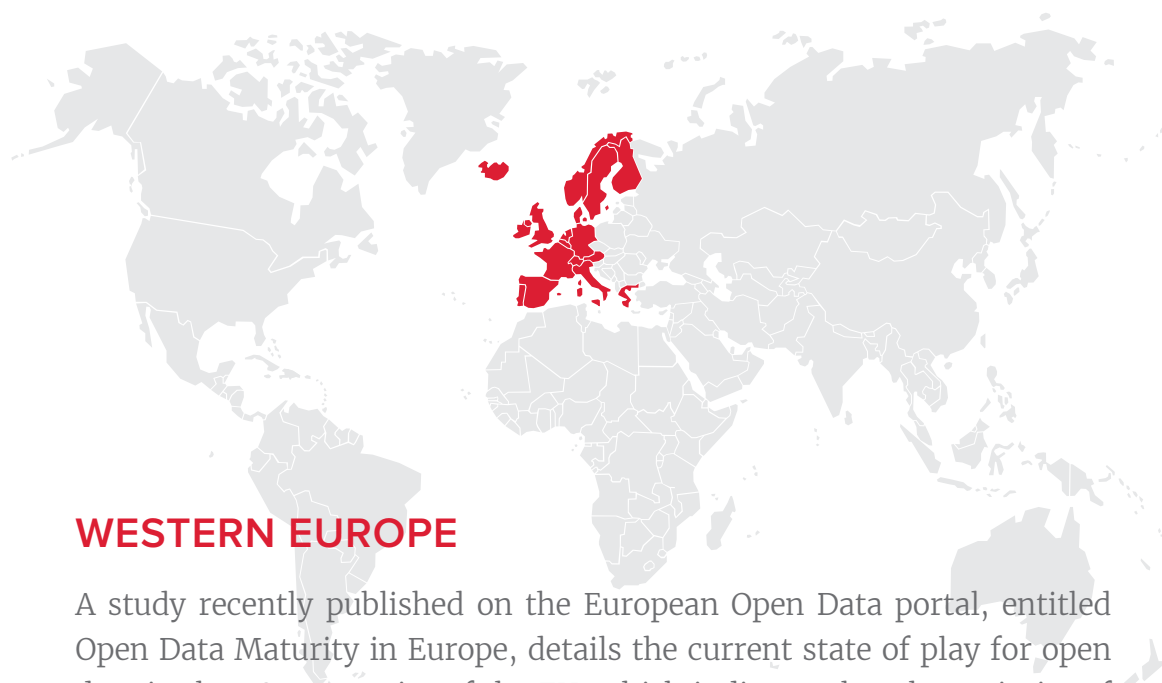 WESTERN EUROPE
A study recently published on the European Open Data portal, entitled
Open Data Maturity in Europe, details the current state of play for open